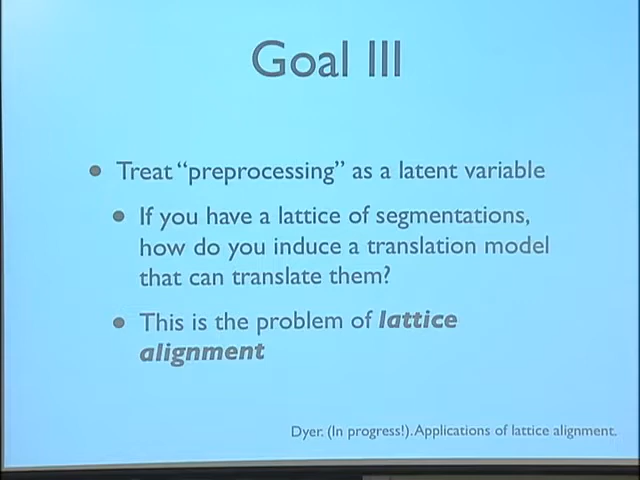 Goal III
• Treat “preprocessing” as a latent variable
• If you have a lattice of segmentations,
how do you induce a translation model
that can translate them?
• This is the problem of lattice
alignment
Dyer. (In progress!). Applications of lattice alignment.